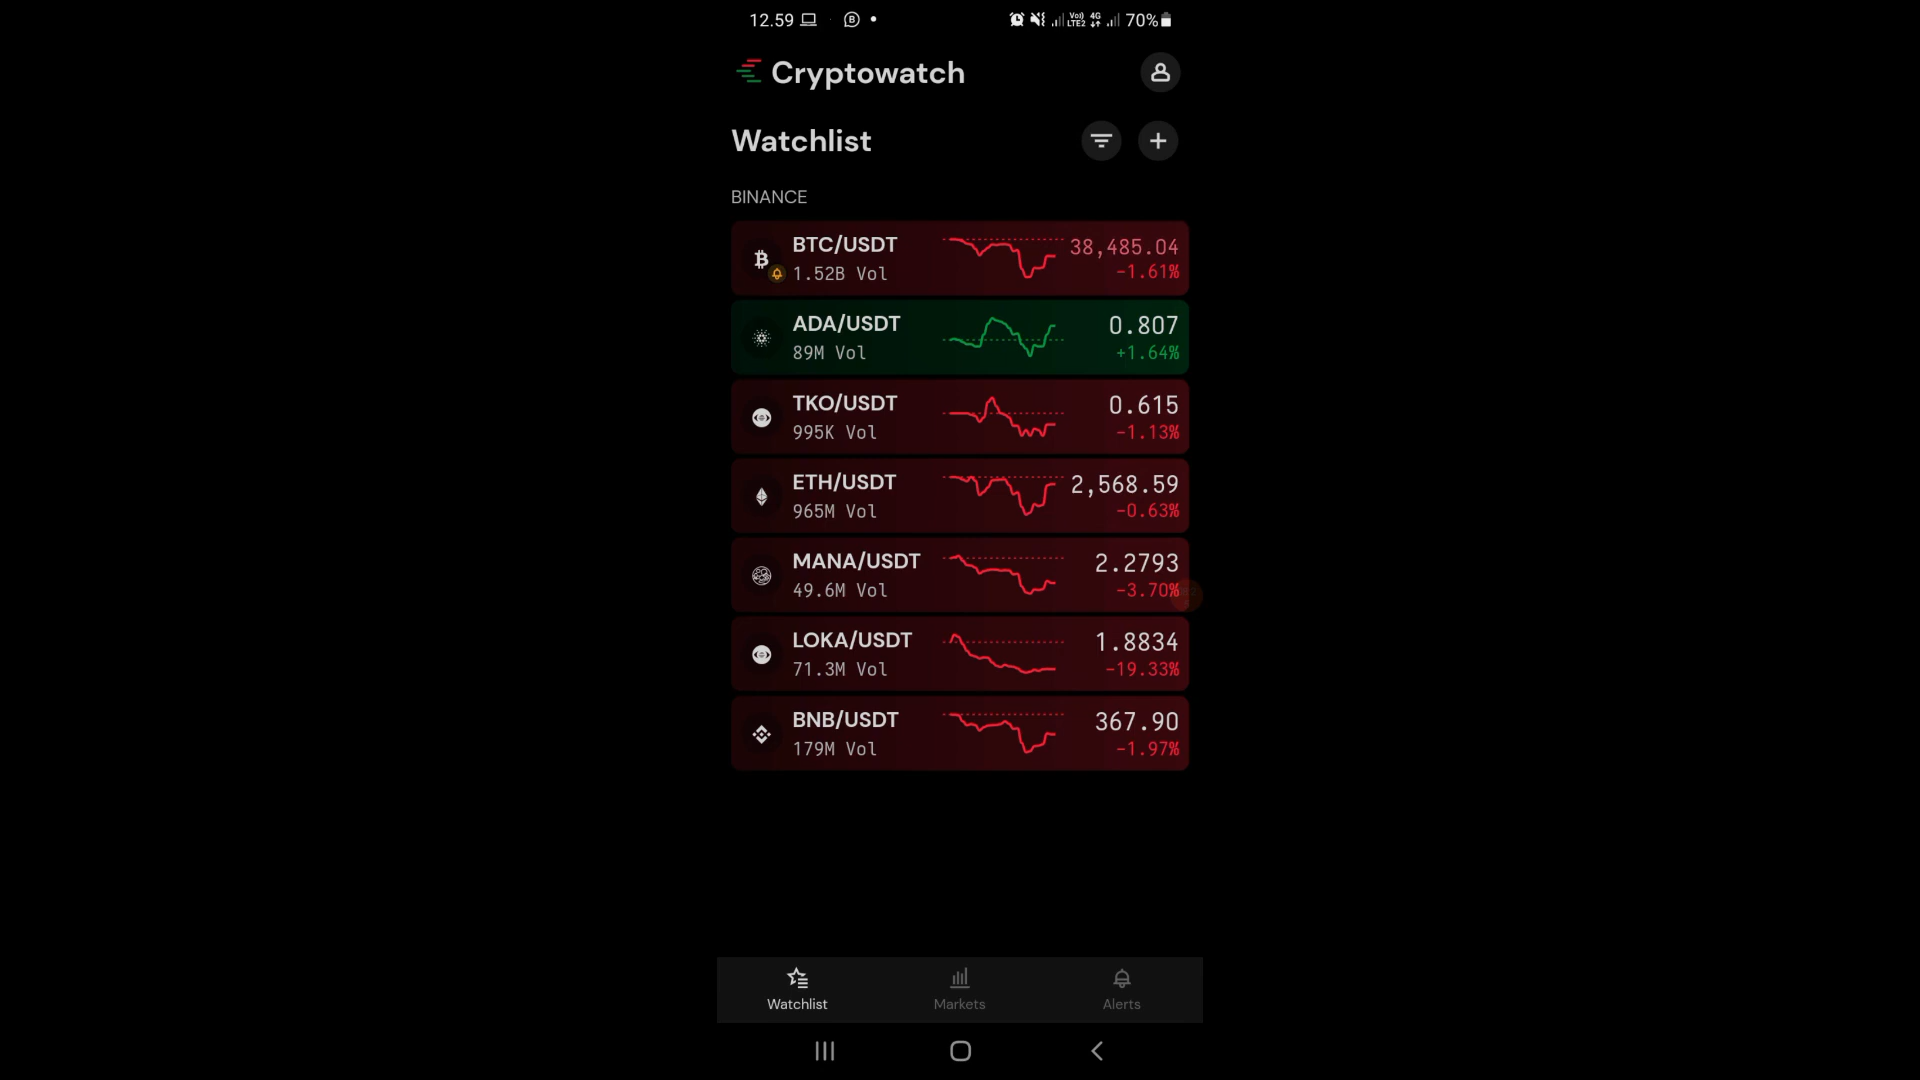 12.59 70%
Cryptowatch
Watchlist
BINANCE
BTC/USDT 38,485.04
1.52B Vol -1.61%
ADA/USDT 0.807
89M Vol +1.64%
TKO/USDT 0.615
995K Vol -1.13%
ETH/USDT 2,568.59
965M Vol -0.63%
MANA/USDT 2.2793
49.6M Vol -3.70%
LOKA/USDT 1.8834
71.3M Vol -19.33%
BNB/USDT 367.90
179M Vol -1.97%
Watchlist Markets Alerts